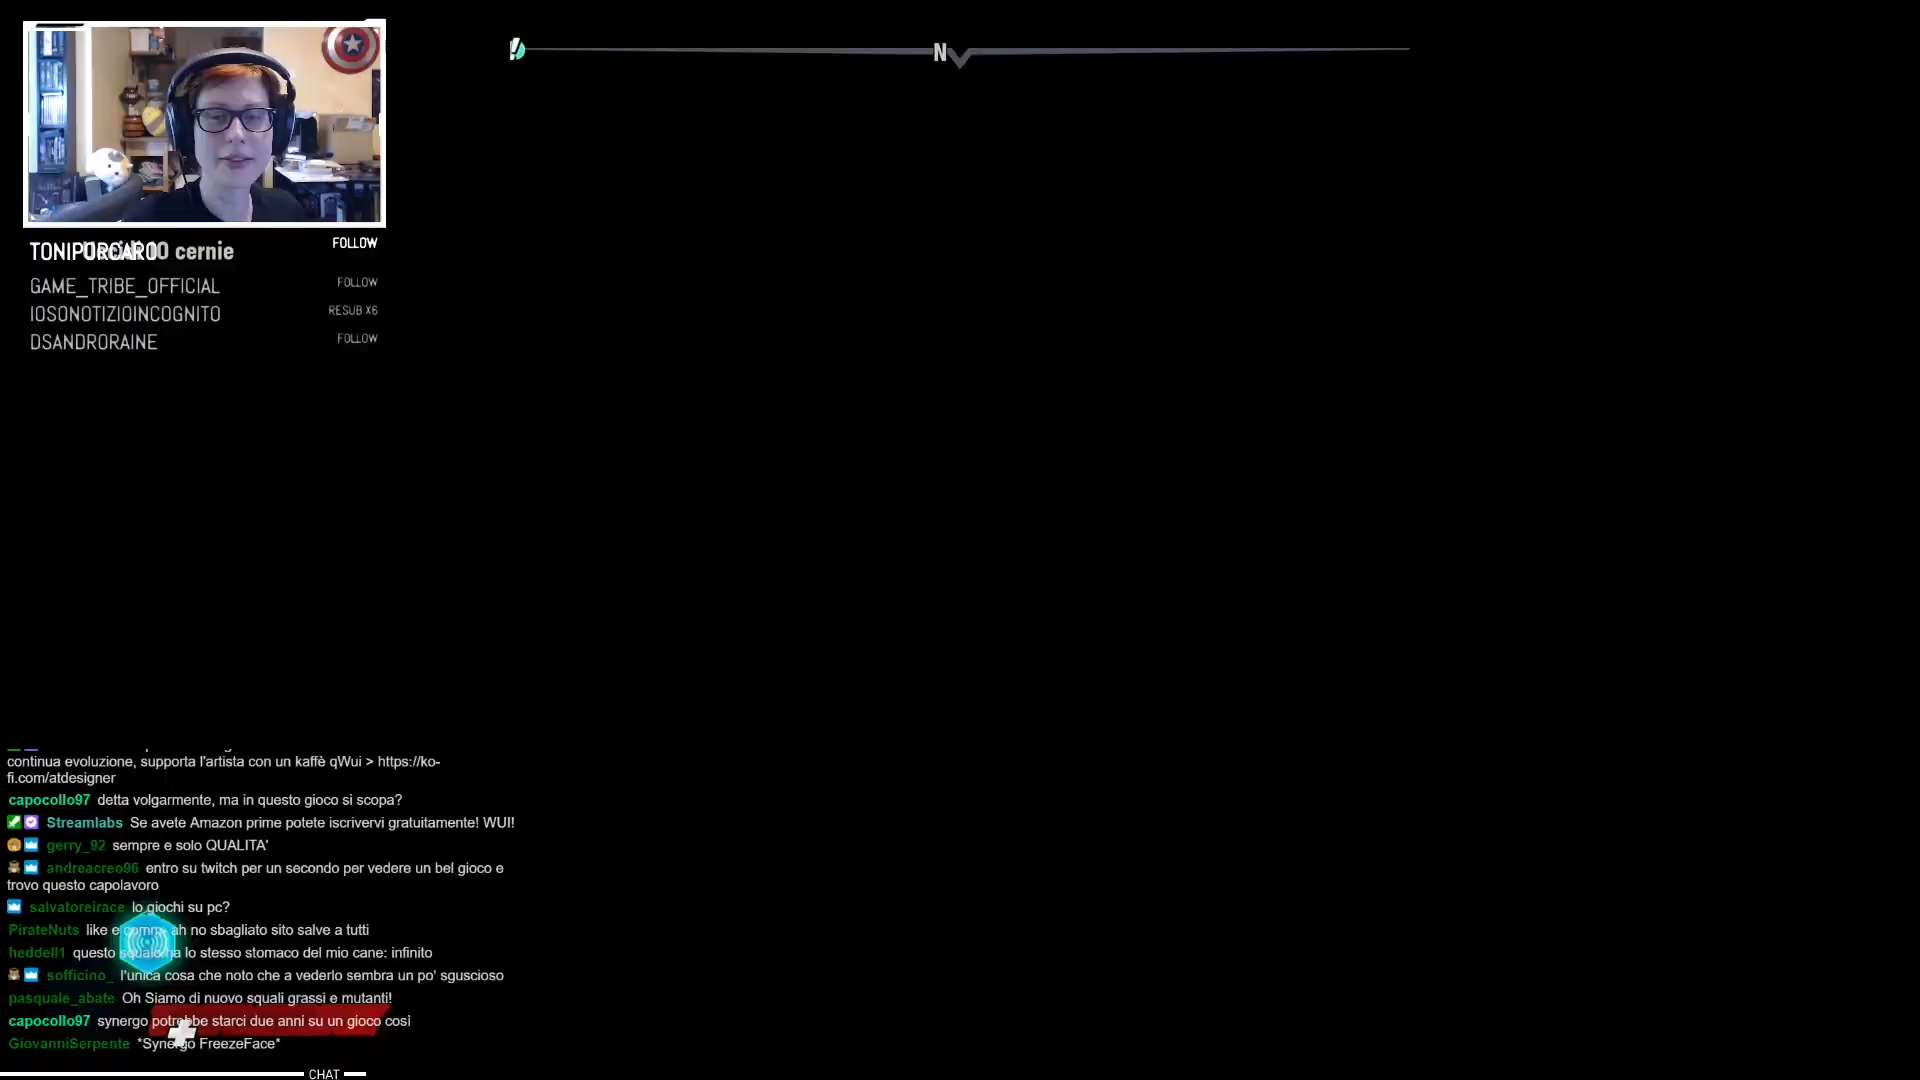 N
TONIPORCARO
10 cernie
FOLLOW
GAME_TRIBE_OFFICIAL FOLLOW
IOSONOTIZIOINCOGNITO RESUB X6
DSANDRORAINE FOLLOW
continua evoluzione, supporta l'artista con un kaffè qWui > https://ko-
fi.com/atdesigner
capocollo97 detta volgarmente, ma in questo gioco si scopa?
Streamlabs Se avete Amazon prime potete iscrivervi gratuitamente! WUI!
gerry_92 sempre e solo QUALITA'
andreacreo96 entro su twitch per un secondo per vedere un bel gioco e
trovo questo capolavoro
salvatoreirace lo giochi su pc?
PirateNuts like e comm- ah no sbagliato sito salve a tutti
heddell1 questo squalo ha lo stesso stomaco del mio cane: infinito
sofficino_ l'unica cosa che noto che a vederlo sembra un po' sguscioso
pasquale_abate Oh Siamo di nuovo squali grassi e mutanti!
capocollo97 synergo potrebbe starci due anni su un gioco così
GiovanniSerpente *Synergo FreezeFace*
CHAT